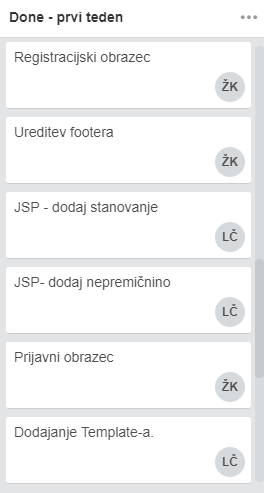 Done - prvi teden
Registracijski obrazec
ŽK
Ureditev footera
ŽK
JSP - dodaj stanovanje
LČ
JSP- dodaj nepremičnino
LČ
Prijavni obrazec
ŽK
Dodajanje Template-a.
LČ